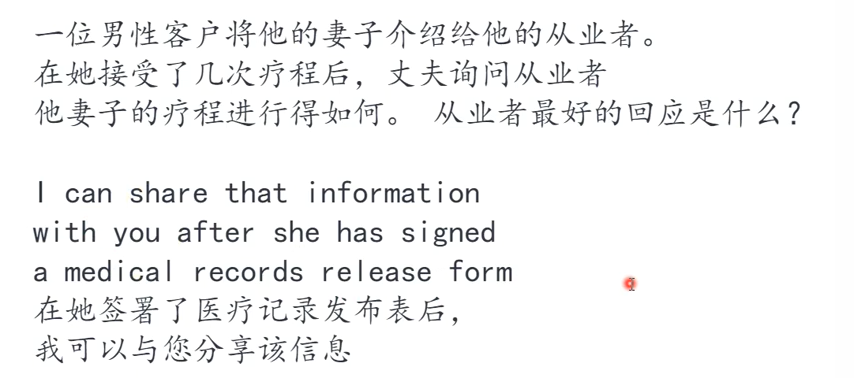 一位男性客户将他的妻子介绍给他的从业者。
在她接受了几次疗程后，丈夫询问从业者
他妻子的疗程进行得如何。 从业者最好的回应是什么？
I can share that information
with you after she has signed
a medical records release form
在她签署了医疗记录发布表后，
我可以与您分享该信息